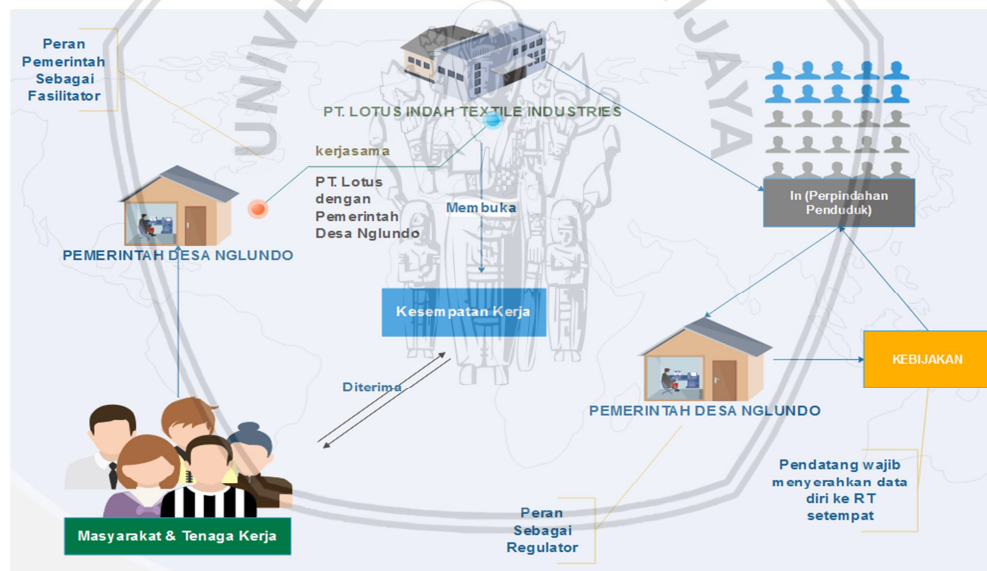 Peran
Pemerintah
Sebagai
Fasilitator
PT. LOTUS INDAH TEXTILE INDUSTRIES
kerjasama
PT. Lotus
dengan
Pemerintah
Desa Nglundo
Membuka
In (Perpindahan
Penduduk)
PEMERINTAH DESA NGLUNDO
Kesempatan Kerja
KEBIJAKAN
Diterima
PEMERINTAH DESA NGLUNDO
Pendatang wajib
menyerahkan data
diri ke RT
setempat
Peran
Sebagai
Regulator
Masyarakat & Tenaga Kerja
UNIVE
IJAYA